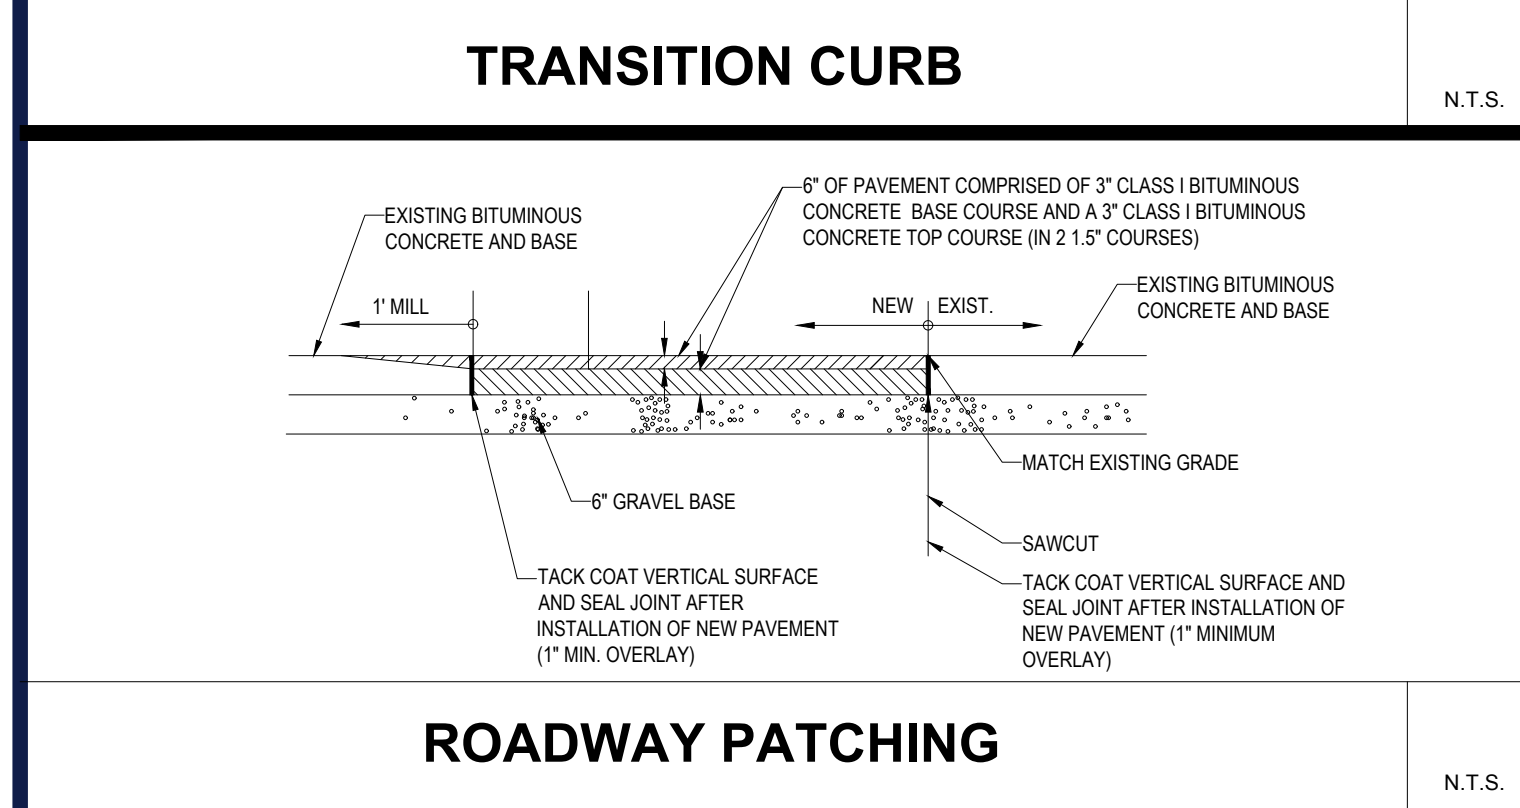 TRANSITION CURB
N.T.S.
6" OF PAVEMENT COMPRISED OF 3" CLASS I BITUMINOUS
CONCRETE BASE COURSE AND A 3" CLASS I BITUMINOUS
CONCRETE TOP COURSE (IN 2 1.5" COURSES)
EXISTING BITUMINOUS
CONCRETE AND BASE
EXISTING BITUMINOUS
CONCRETE AND BASE
1' MILL
NEW
EXIST.
MATCH EXISTING GRADE
6" GRAVEL BASE
SAWCUT
TACK COAT VERTICAL SURFACE
AND SEAL JOINT AFTER
INSTALLATION OF NEW PAVEMENT
(1" MIN. OVERLAY)
TACK COAT VERTICAL SURFACE AND
SEAL JOINT AFTER INSTALLATION OF
NEW PAVEMENT (1" MINIMUM
OVERLAY)
ROADWAY PATCHING
N.T.S.